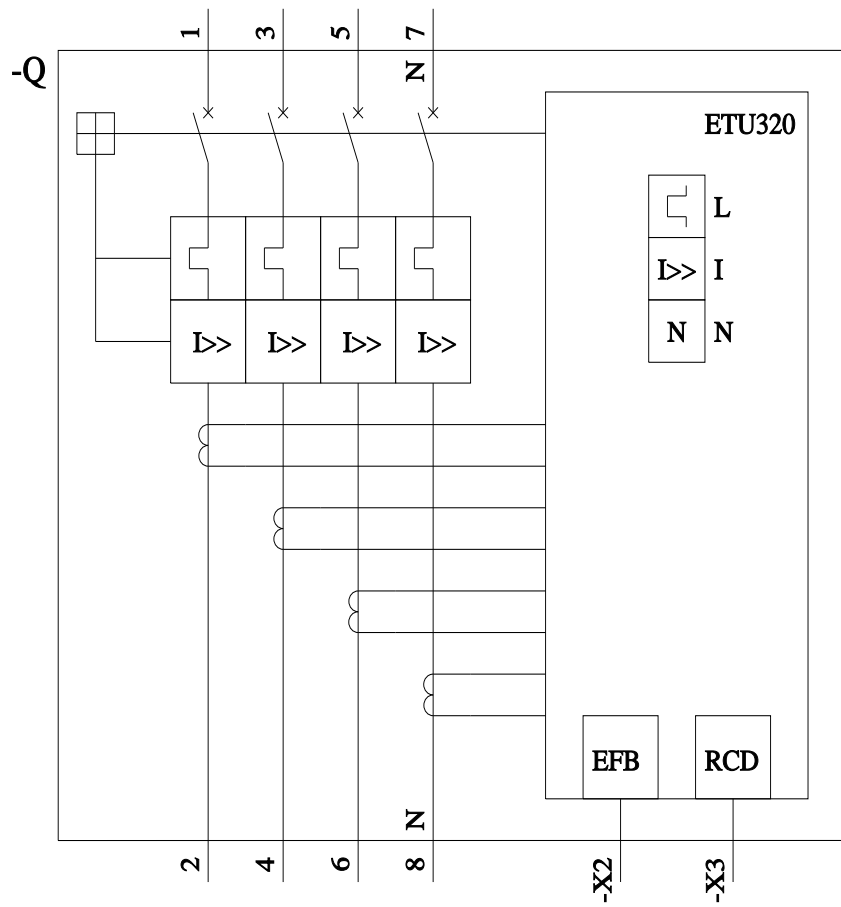 1 3 5 7
-Q
N
ETU320
L
I>> I
N N
I>> I>> I>> I>>
EFB RCD
N
2 4 6 8 -X2 -X3